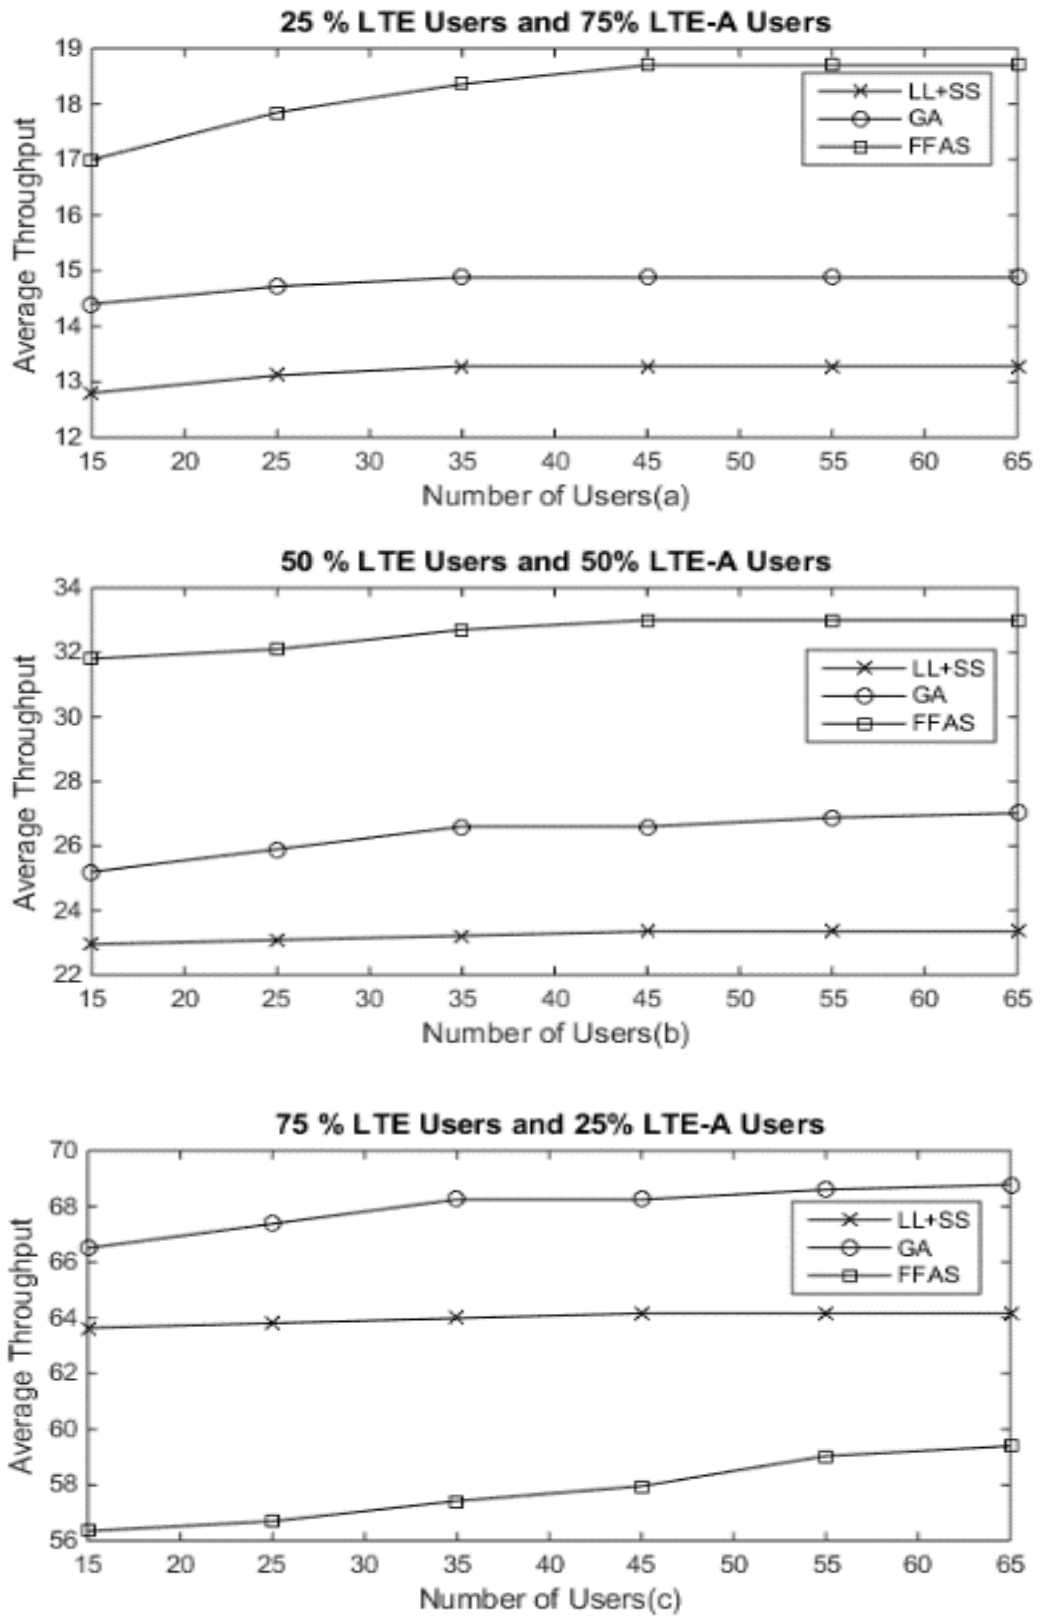 25 % LTE Users and 75% LTE-A Users
19
18
17
16
15
14
13
12
Average Throughput
LL+SS
GA
FFAS
15 20 25 30 35 40 45 50 55 60 65
Number of Users(a)
50 % LTE Users and 50% LTE-A Users
34
32
30
28
26
24
22
Average Throughput
LL+SS
GA
FFAS
15 20 25 30 35 40 45 50 55 60 65
Number of Users(b)
75 % LTE Users and 25% LTE-A Users
70
68
66
64
62
60
58
56
Average Throughput
LL+SS
GA
FFAS
15 20 25 30 35 40 45 50 55 60 65
Number of Users(c)